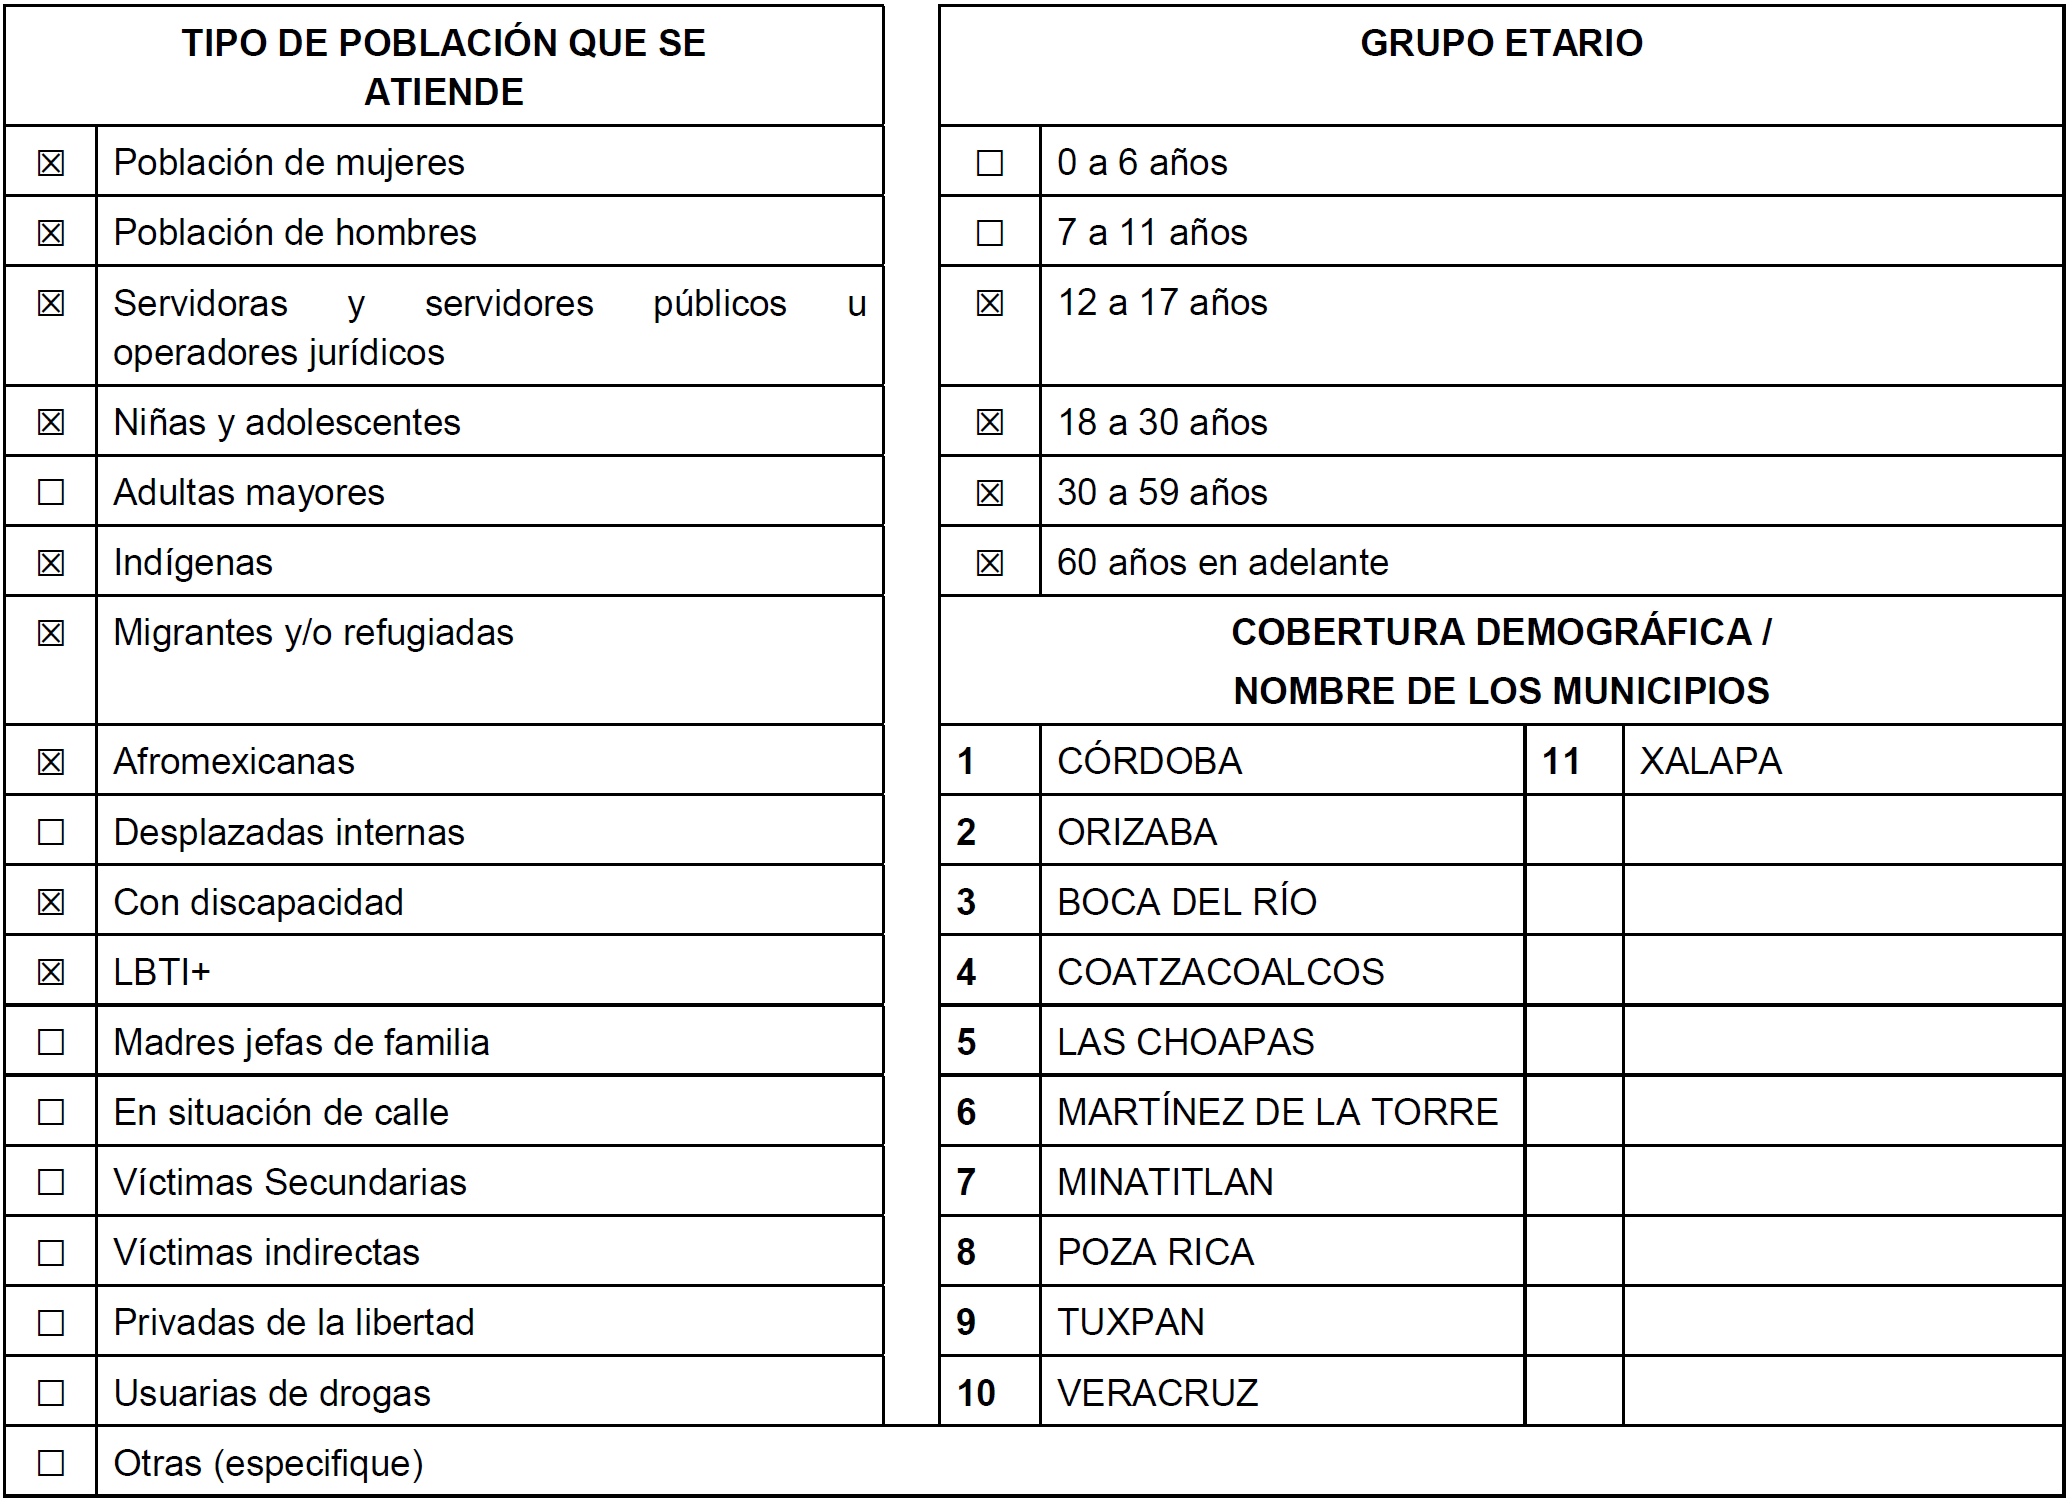 TIPO DE POBLACIÓN QUE SE
ATIENDE
☒ Población de mujeres
☒ Población de hombres
☒ Servidoras y servidores públicos u
operadores jurídicos
☒ Niñas y adolescentes
☐ Adultas mayores
☒ Indígenas
☒ Migrantes y/o refugiadas
☒ Afromexicanas
☐ Desplazadas internas
☒ Con discapacidad
☒ LBTI+
☐ Madres jefas de familia
☐ En situación de calle
☐ Víctimas Secundarias
☐ Víctimas indirectas
☐ Privadas de la libertad
☐ Usuarias de drogas
☐ Otras (especifique)
GRUPO ETARIO
☐ 0 a 6 años
☐ 7 a 11 años
☒ 12 a 17 años
☒ 18 a 30 años
☒ 30 a 59 años
☒ 60 años en adelante
COBERTURA DEMOGRÁFICA /
NOMBRE DE LOS MUNICIPIOS
1 CÓRDOBA 11 XALAPA
2 ORIZABA
3 BOCA DEL RÍO
4 COATZACOALCOS
5 LAS CHOAPAS
6 MARTÍNEZ DE LA TORRE
7 MINATITLAN
8 POZA RICA
9 TUXPAN
10 VERACRUZ